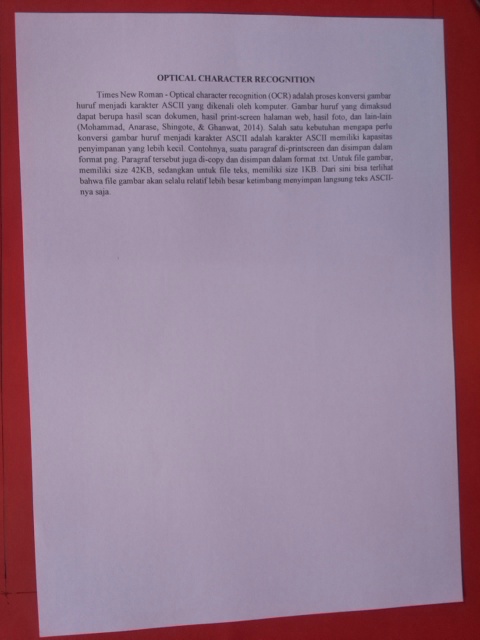 OPTICAL CHARACTER RECOGNITION
Times New Roman - Optical character recognition (OCR) adalah proses konversi gambar
huruf menjadi karakter ASCII yang dikenali oleh komputer. Gambar huruf yang dimaksud
dapat berupa hasil scan dokumen, hasil print-screen halaman web, hasil foto, dan lain-lain
(Mohammad, Anarase, Shingote, & Ghanwat, 2014). Salah satu kebutuhan mengapa perlu
konversi gambar huruf menjadi karakter ASCII adalah karakter ASCII memiliki kapasitas
penyimpanan yang lebih kecil. Contohnya, suatu paragraf di-printscreen dan disimpan dalam
format png. Paragraf tersebut juga di-copy dan disimpan dalam format .txt. Untuk file gambar,
memiliki size 42KB, sedangkan untuk file teks, memiliki size 1KB. Dari sini bisa terlihat
bahwa file gambar akan selalu relatif lebih besar ketimbang menyimpan langsung teks ASCII-
nya saja.